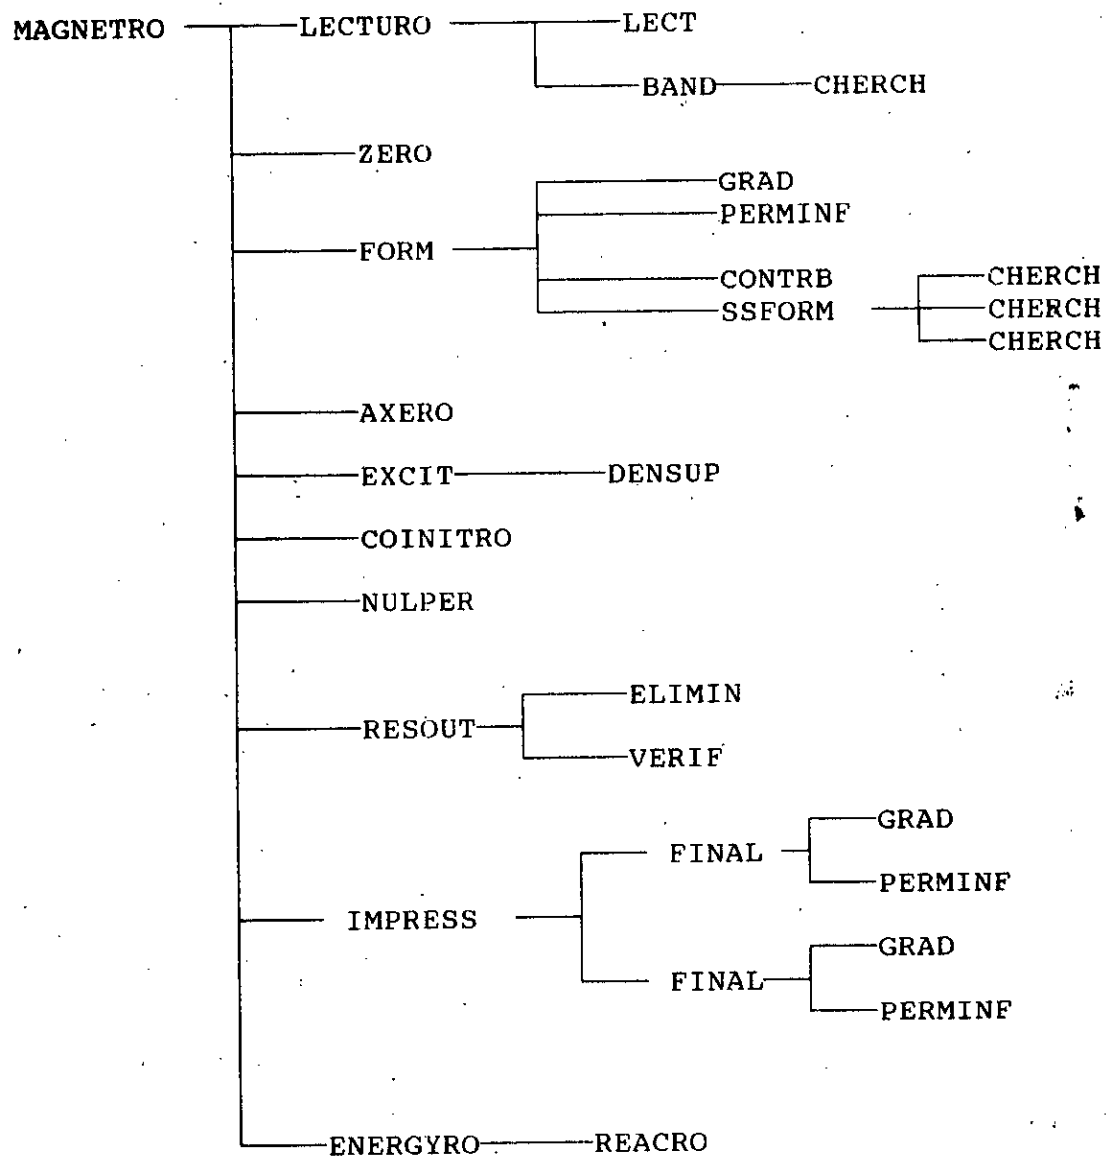 MAGNETRO LECTURO LECT
BAND CHERCH
ZERO
GRAD
PERMINF
FORM
CONTRB CHERCH
SSFORM CHERCH
CHERCH
AXERO
EXCIT DENSUP
COINITRO
NULPER
ELIMIN
RESOUT
VERIF
GRAD
FINAL
PERMINF
IMPRESS
GRAD
FINAL
PERMINF
ENERGYRO REACRO